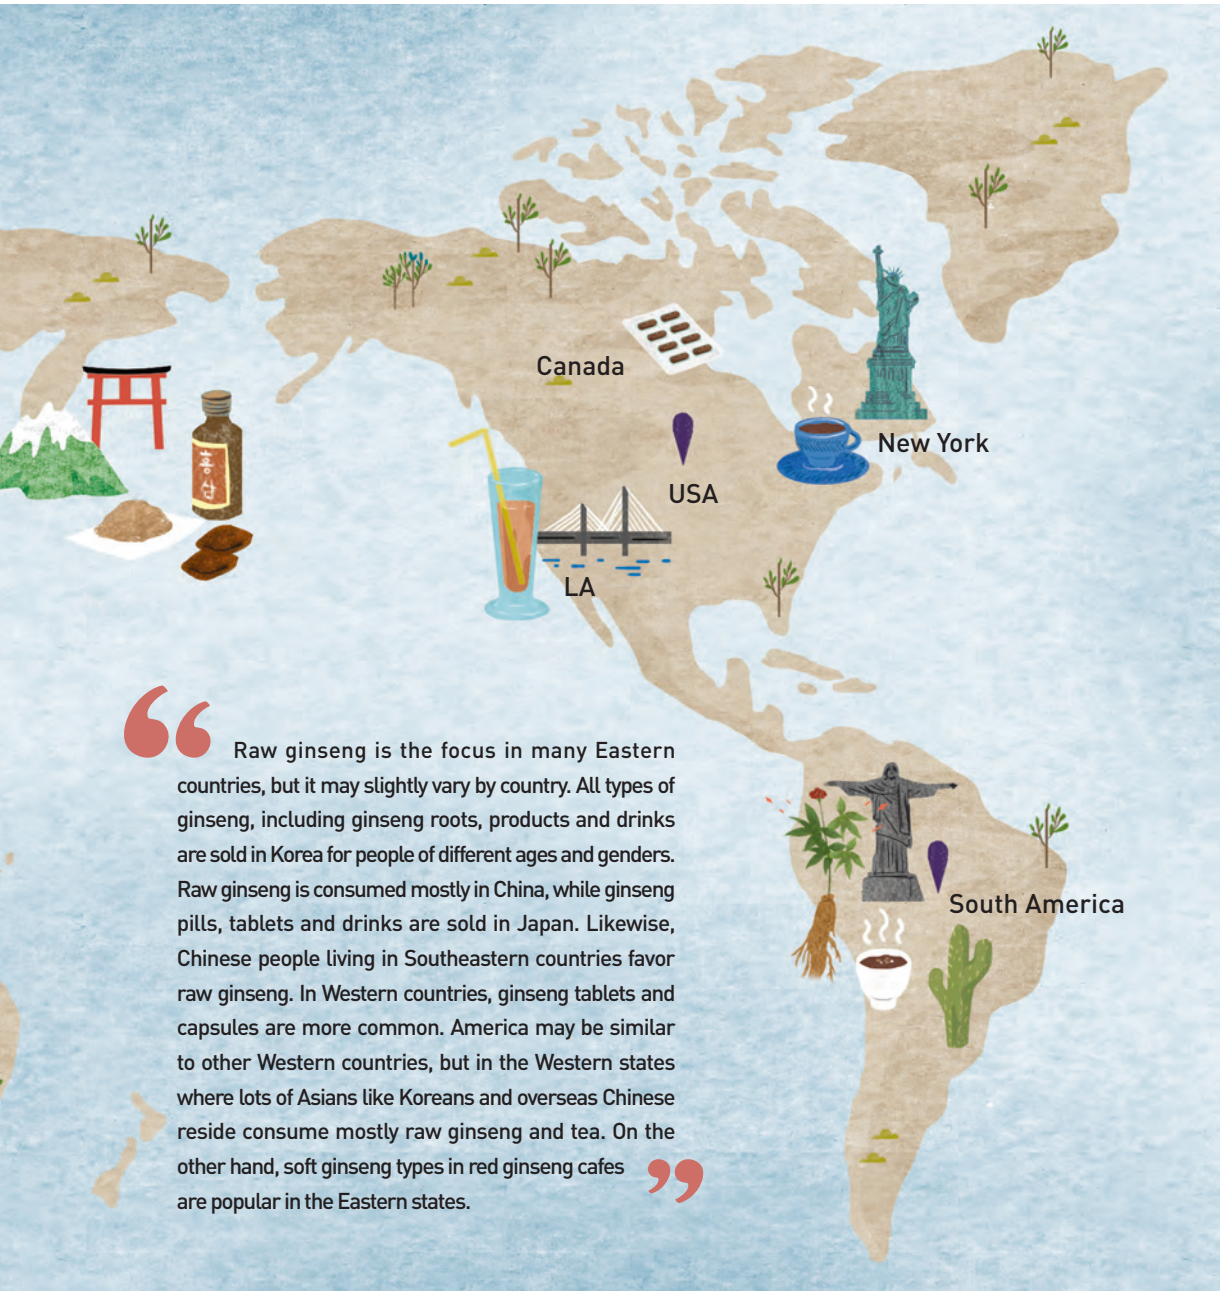 Canada
New York
USA
LA
Raw ginseng is the focus in many Eastern
countries, but it may slightly vary by country. All types of
ginseng, including ginseng roots, products and drinks
are sold in Korea for people of different ages and genders.
Raw ginseng is consumed mostly in China, while ginseng
pills, tablets and drinks are sold in Japan. Likewise,
Chinese people living in Southeastern countries favor
raw ginseng. In Western countries, ginseng tablets and
capsules are more common. America may be similar
to other Western countries, but in the Western states
where lots of Asians like Koreans and overseas Chinese
reside consume mostly raw ginseng and tea. On the
other hand, soft ginseng types in red ginseng cafes
are popular in the Eastern states.
South America